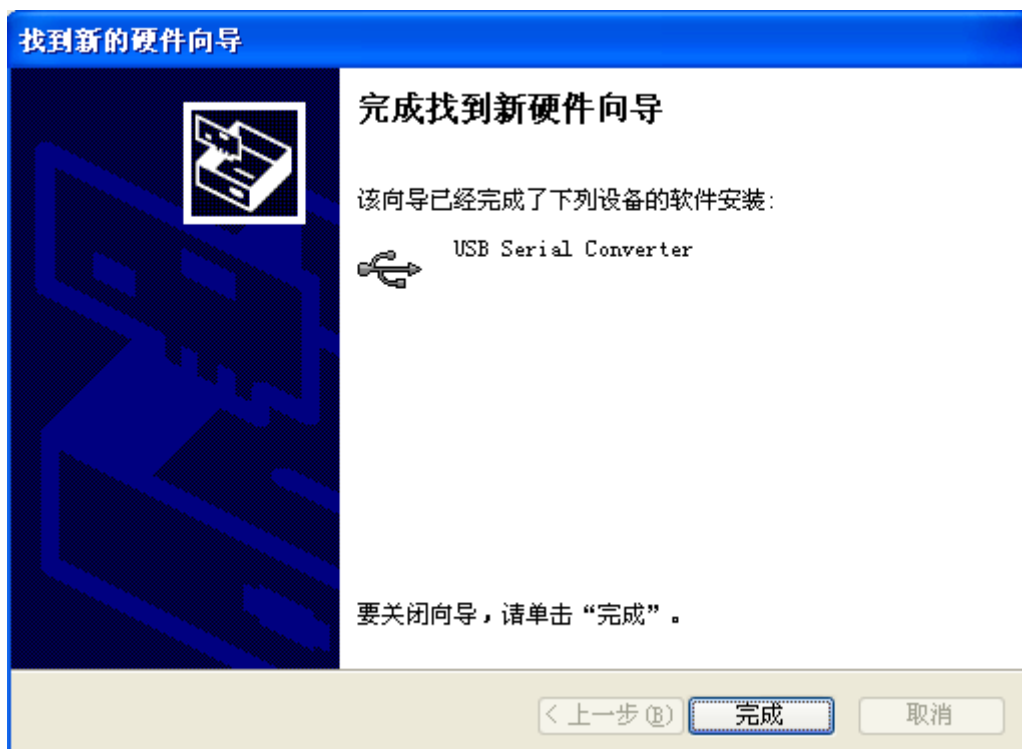 找到新的硬件向导
完成找到新硬件向导
该向导已经完成了下列设备的软件安装:
USB Serial Converter
要关闭向导，请单击“完成”。
< 上一步(B) 完成 取消